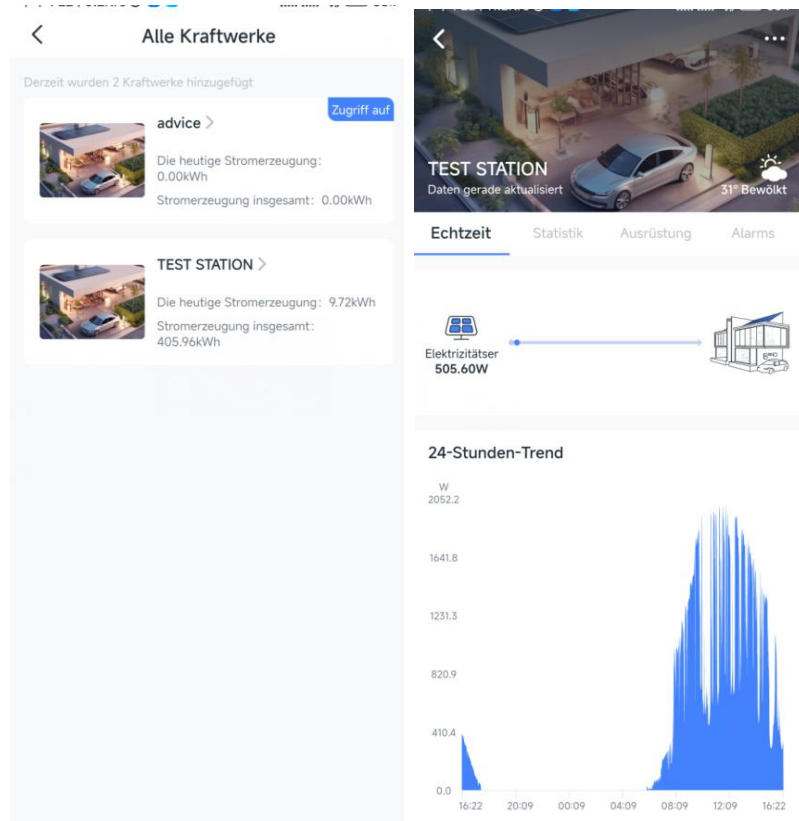 Alle Kraftwerke
Derzeit wurden 2 Kraftwerke hinzugefügt
Zugriff auf
advice >
Die heutige Stromerzeugung:
0.00kWh
Stromerzeugung insgesamt: 0.00kWh
TEST STATION >
Die heutige Stromerzeugung: 9.72kWh
Stromerzeugung insgesamt:
405.96kWh
TEST STATION
Daten gerade aktualisiert
31° Bewölkt
Echtzeit Statistik Ausrüstung Alarms
Elektrizitätser
505.60W
24-Stunden-Trend
W
2052.2
1641.8
1231.3
820.9
410.4
0.0
16:22 20:09 00:09 04:09 08:09 12:09 16:22